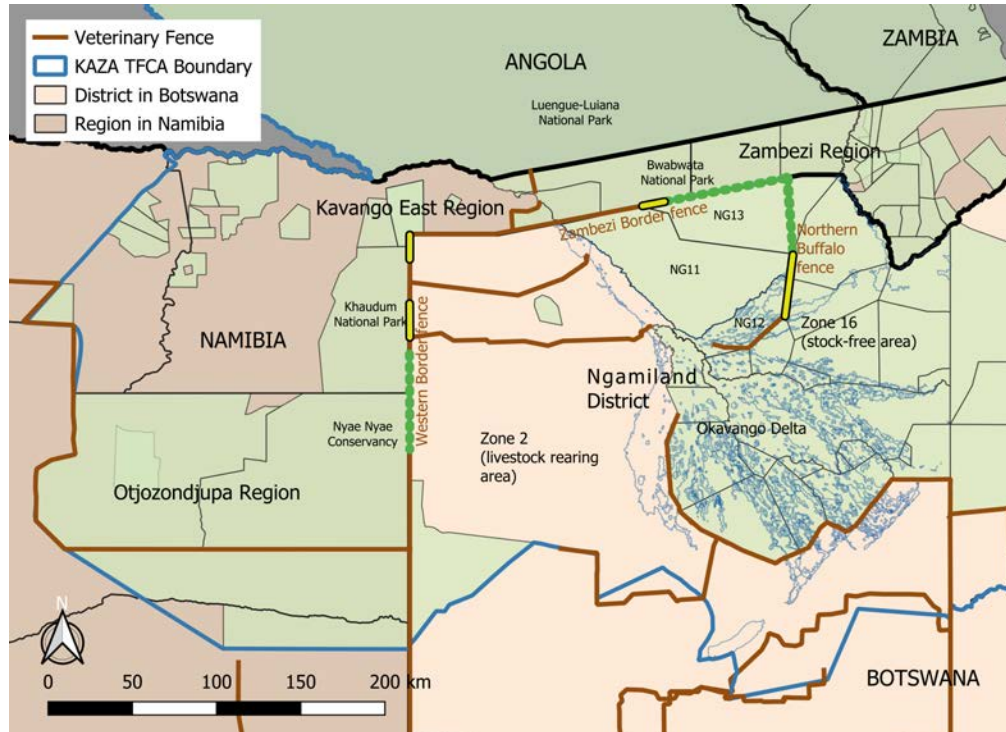 Veterinary Fence
KAZA TFCA Boundary
District in Botswana
Region in Namibia
ANGOLA
ZAMBIA
Luengue-Luiana
National Park
Bwabwata
National Park
Zambezi Region
Kavango East Region
Zambezi Border fence
NG13
Northern
Buffalo
fence
NG11
Khaudum
National Park
NAMIBIA
Western Border fence
NG12
Zone 16
(stock-free area)
Ngamiland
District
Nyae Nyae
Conservancy
Okavango Delta
Zone 2
(livestock rearing
area)
Otjozondjupa Region
N
0 50 100 150 200 km
BOTSWANA